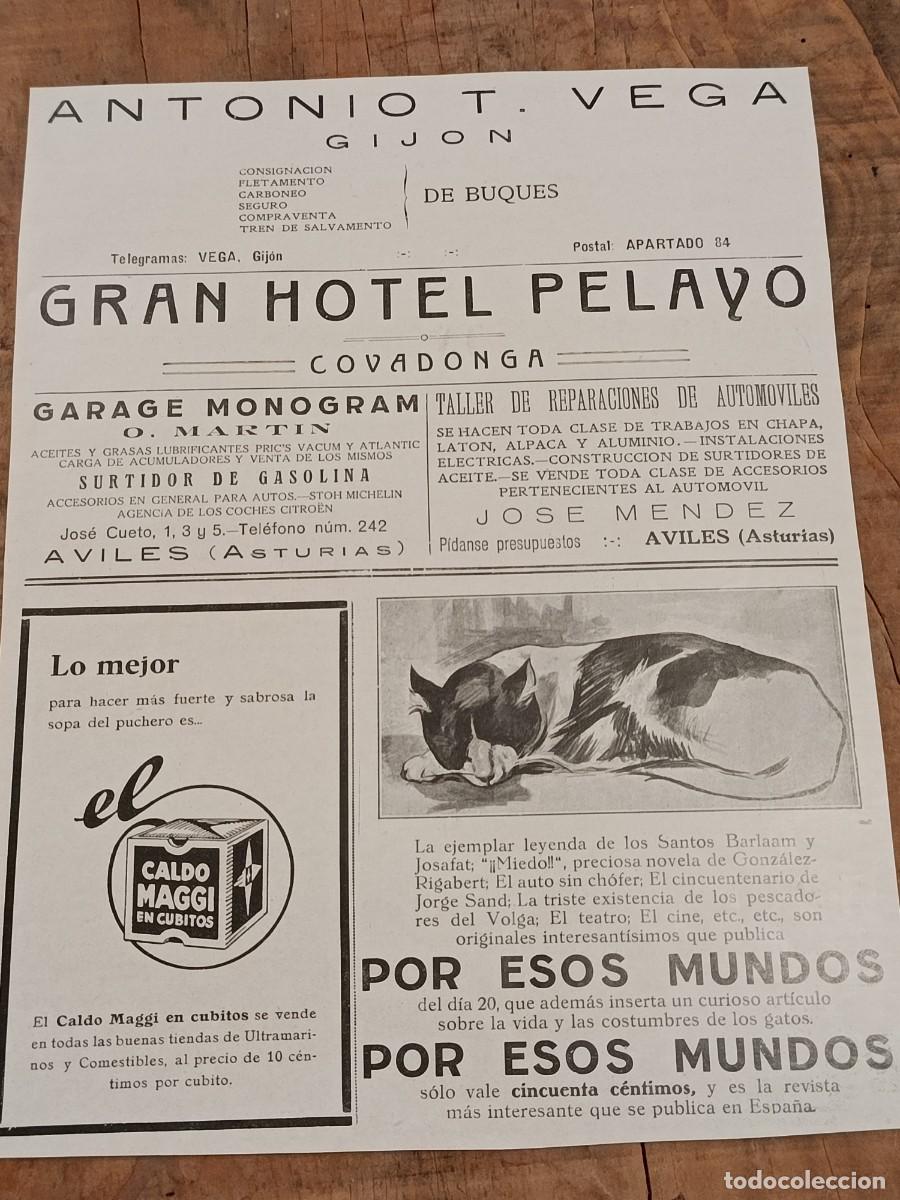 ANTONIO T. VEGA
GIJON
CONSIGNACION
FLETAMENTO
CARBONEO
SEGURO
COMPRAVENTA
TREN DE SALVAMENTO
DE BUQUES
Telegramas: VEGA, Gijón :-: :-: Postal: APARTADO 84
GRAN HOTEL PELAYO
COVADONGA
GARAGE MONOGRAM
O. MARTIN
ACEITES Y GRASAS LUBRIFICANTES PRIC'S VACUM Y ATLANTIC
CARGA DE ACUMULADORES Y VENTA DE LOS MISMOS
SURTIDOR DE GASOLINA
ACCESORIOS EN GENERAL PARA AUTOS.—STOH MICHELIN
AGENCIA DE LOS COCHES CITROËN
José Cueto, 1, 3 y 5.—Teléfono núm. 242
AVILES (ASTURIAS)
TALLER DE REPARACIONES DE AUTOMOVILES
SE HACEN TODA CLASE DE TRABAJOS EN CHAPA,
LATON, ALPACA Y ALUMINIO.—INSTALACIONES
ELECTRICAS.—CONSTRUCCION DE SURTIDORES DE
ACEITE.—SE VENDE TODA CLASE DE ACCESORIOS
PERTENECIENTES AL AUTOMOVIL
JOSE MENDEZ
Pídanse presupuestos :-: AVILES (Asturias)
Lo mejor
para hacer más fuerte y sabrosa la
sopa del puchero es...
el
CALDO
MAGGI
EN CUBITOS
El Caldo Maggi en cubitos se vende
en todas las buenas tiendas de Ultramari-
nos y Comestibles, al precio de 10 cén-
timos por cubito.
La ejemplar leyenda de los Santos Barlaam y
Josafat; "¡¡Miedo!!", preciosa novela de González-
Rigabert; El auto sin chófer; El cincuentenario de
Jorge Sand; La triste existencia de los pescado-
res del Volga; El teatro; El cine, etc., etc., son
originales interesantísimos que publica
POR ESOS MUNDOS
del día 20, que además inserta un curioso artículo
sobre la vida y las costumbres de los gatos.
POR ESOS MUNDOS
sólo vale cincuenta céntimos, y es la revista
más interesante que se publica en España.
todocoleccion